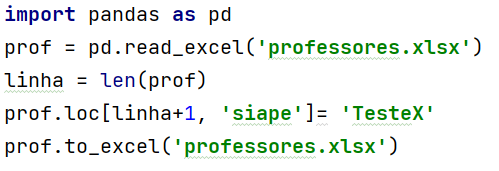 import pandas as pd
prof = pd.read_excel('professores.xlsx')
linha = len(prof)
prof.loc[linha+1, 'siape']= 'TesteX'
prof.to_excel('professores.xlsx')